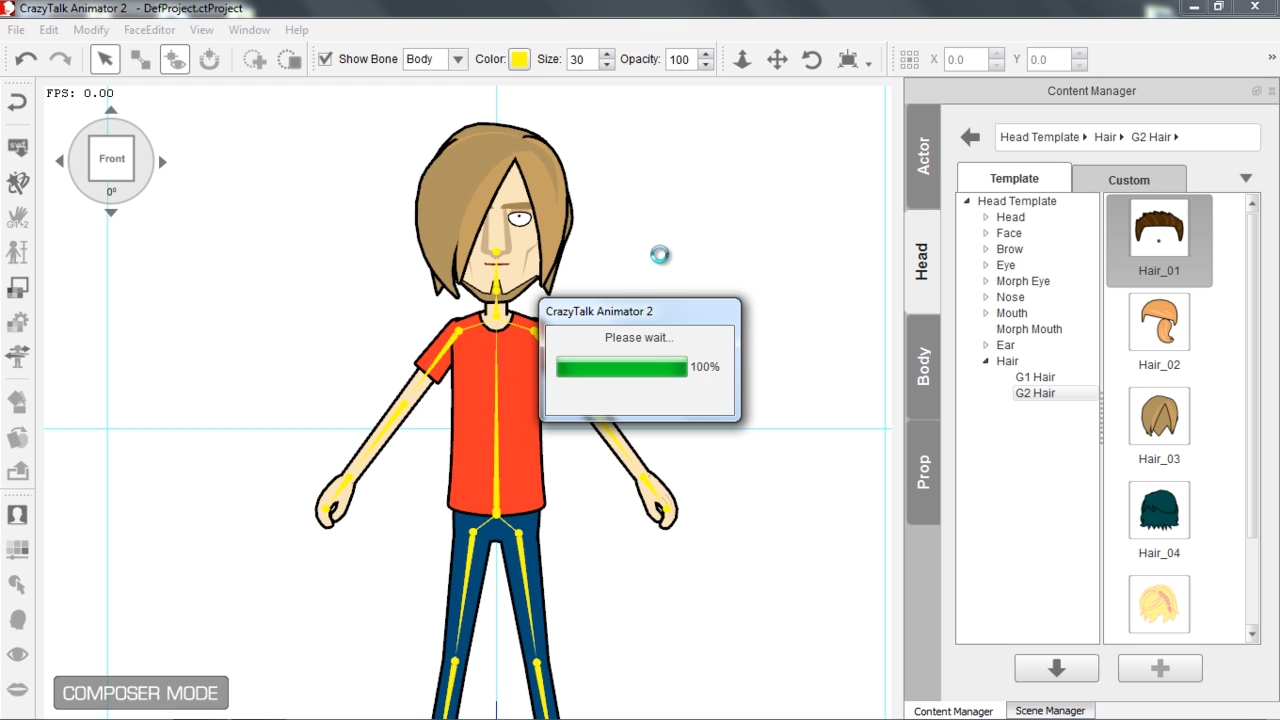 CrazyTalk Animator 2 - DefProject.ctProject
File Edit Modify FaceEditor View Window Help
Show Bone Body Color: Size: 30 Opacity: 100 X 0.0 Y 0.0
FPS: 0.00
Front
0°
Content Manager
Actor
Head
Body
Prop
Head Template Hair G2 Hair
Template Custom
Head Template
Head
Face
Brow
Eye
Morph Eye
Nose
Mouth
Morph Mouth
Ear
Hair
G1 Hair
G2 Hair
Hair_01
Hair_02
Hair_03
Hair_04
CrazyTalk Animator 2
Please wait...
100%
COMPOSER MODE
Content Manager Scene Manager